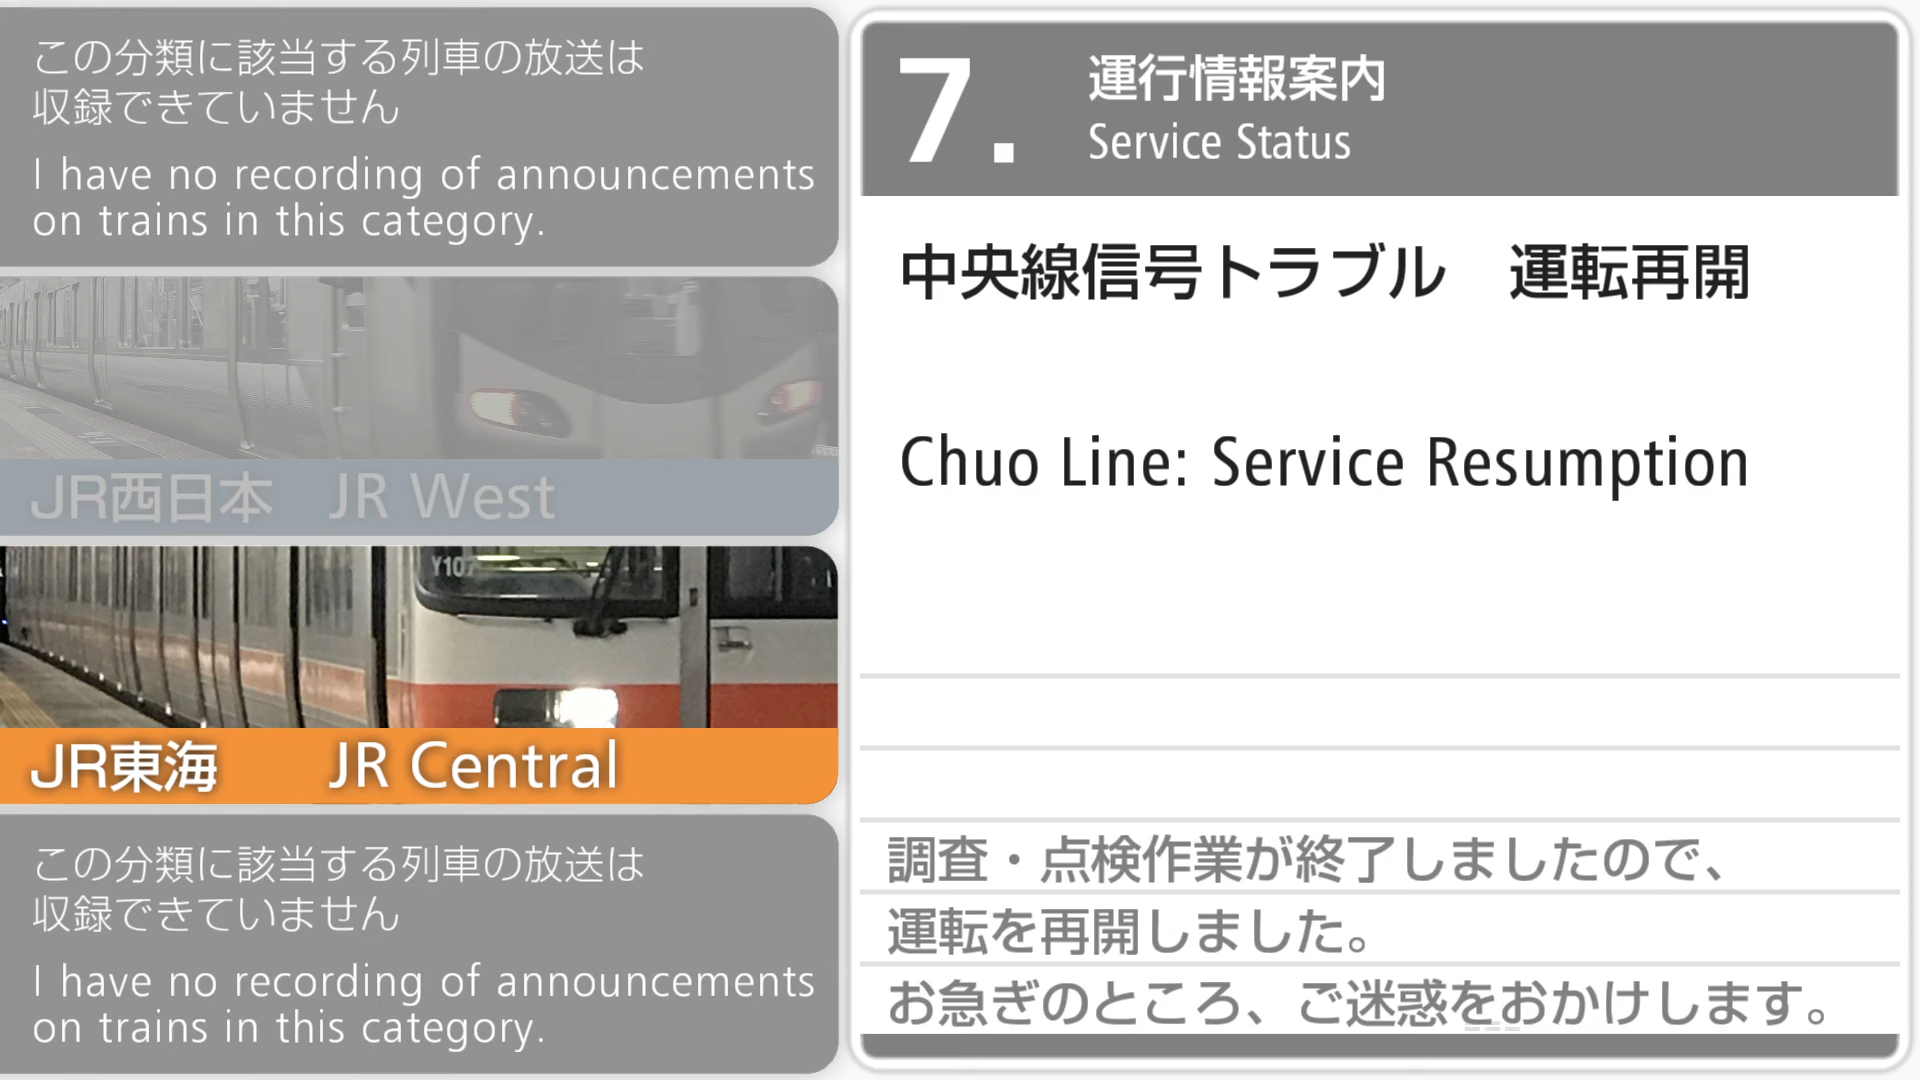 この分類に該当する列車の放送は
収録できていません
I have no recording of announcements
on trains in this category.
JR西日本 JR West
Y107
JR東海 JR Central
この分類に該当する列車の放送は
収録できていません
I have no recording of announcements
on trains in this category.
7.
運行情報案内
Service Status
中央線信号トラブル 運転再開
Chuo Line: Service Resumption
調査・点検作業が終了しましたので、
運転を再開しました。
お急ぎのところ、ご迷惑をおかけします。